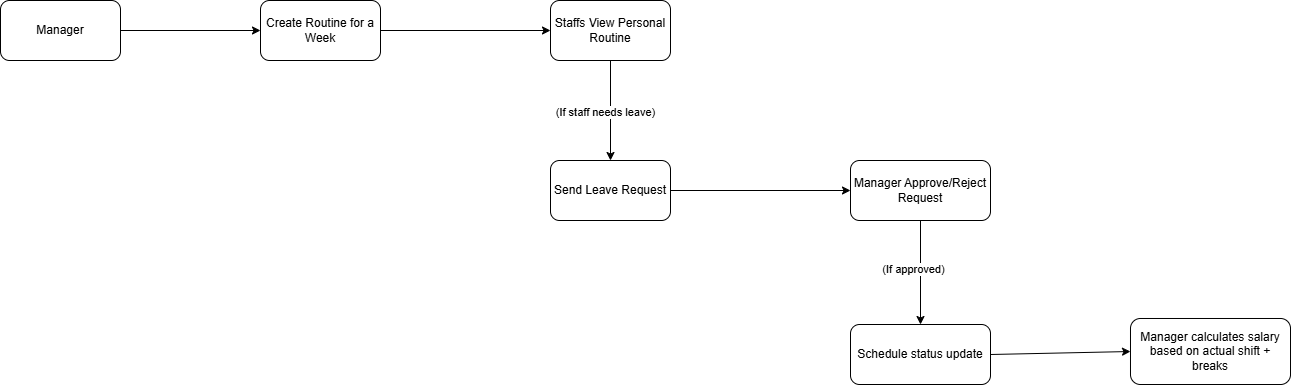 Manager
Create Routine for a
Week
Staffs View Personal
Routine
(If staff needs leave)
Send Leave Request
Manager Approve/Reject
Request
(If approved)
Schedule status update
Manager calculates salary
based on actual shift +
breaks